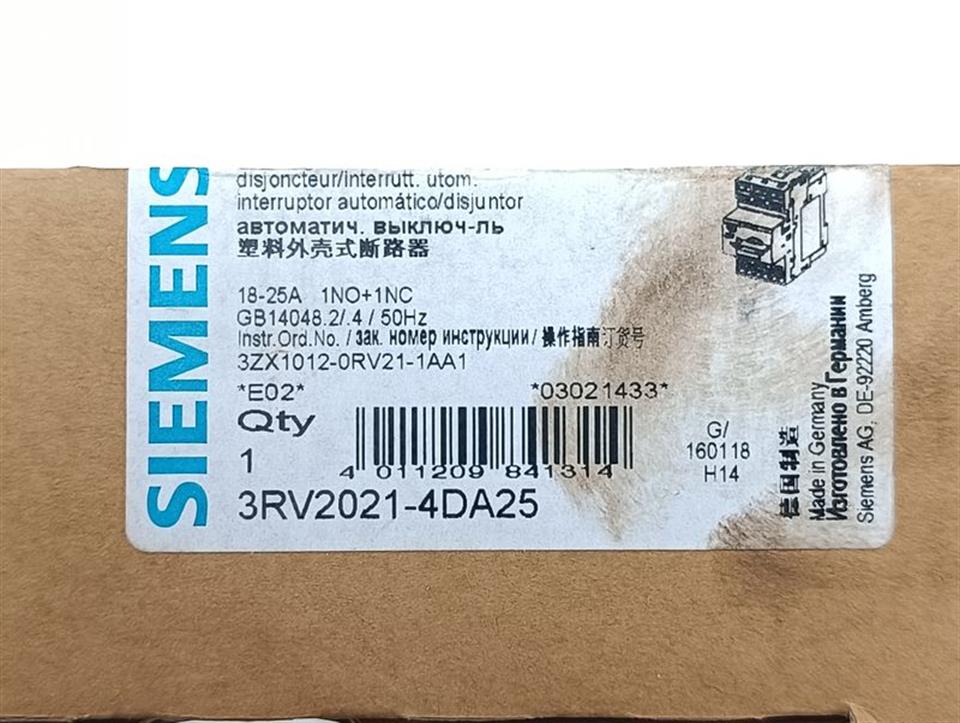 SIEMENS
disjoncteur/interrutt. utom.
interruptor automático/disjuntor
автоматич. выключ-ль
塑料外壳式断路器
18-25A 1NO+1NC
GB14048.2/.4 / 50Hz
Instr.Ord.No. / зак. номер инструкции / 操作指南订货号
3ZX1012-0RV21-1AA1
*E02* *03021433*
Qty
1
4 011209 841314
G/
160118
H14
3RV2021-4DA25
德国制造
Made in Germany
Изготовлено в Германии
Siemens AG, DE-92220 Amberg